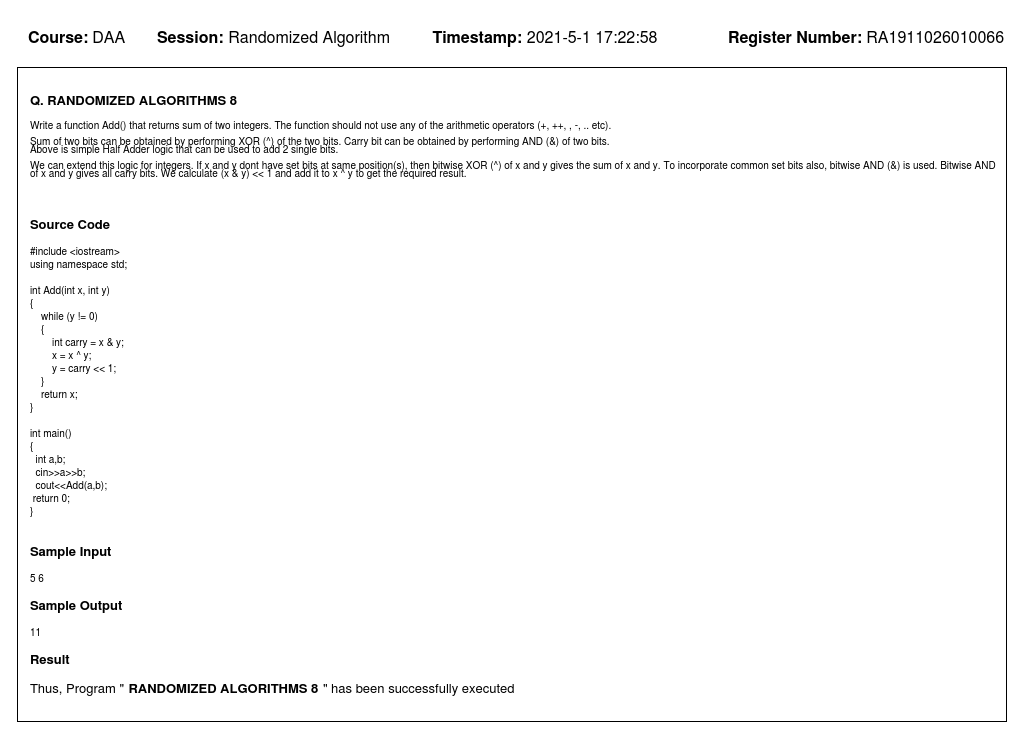 Course: DAA Session: Randomized Algorithm Timestamp: 2021-5-1 17:22:58 Register Number: RA1911026010066
Q. RANDOMIZED ALGORITHMS 8
Write a function Add() that returns sum of two integers. The function should not use any of the arithmetic operators (+, ++, , -, .. etc).
Sum of two bits can be obtained by performing XOR (^) of the two bits. Carry bit can be obtained by performing AND (&) of two bits.
Above is simple Half Adder logic that can be used to add 2 single bits.
We can extend this logic for integers. If x and y dont have set bits at same position(s), then bitwise XOR (^) of x and y gives the sum of x and y. To incorporate common set bits also, bitwise AND (&) is used. Bitwise AND
of x and y gives all carry bits. We calculate (x & y) << 1 and add it to x ^ y to get the required result.
Source Code
#include <iostream>
using namespace std;
int Add(int x, int y)
{
while (y != 0)
{
int carry = x & y;
x = x ^ y;
y = carry << 1;
}
return x;
}
int main()
{
int a,b;
cin>>a>>b;
cout<<Add(a,b);
return 0;
}
Sample Input
5 6
Sample Output
11
Result
Thus, Program " RANDOMIZED ALGORITHMS 8 " has been successfully executed